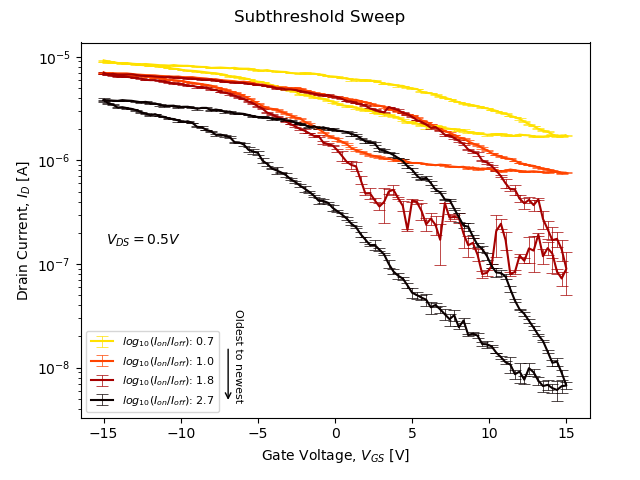 Subthreshold Sweep
Drain Current, I_D [A]
10⁻⁵
10⁻⁶
10⁻⁷
10⁻⁸
V_DS = 0.5V
log₁₀(I_on/I_off): 0.7
log₁₀(I_on/I_off): 1.0
log₁₀(I_on/I_off): 1.8
log₁₀(I_on/I_off): 2.7
Oldest to newest
−15 −10 −5 0 5 10 15
Gate Voltage, V_GS [V]